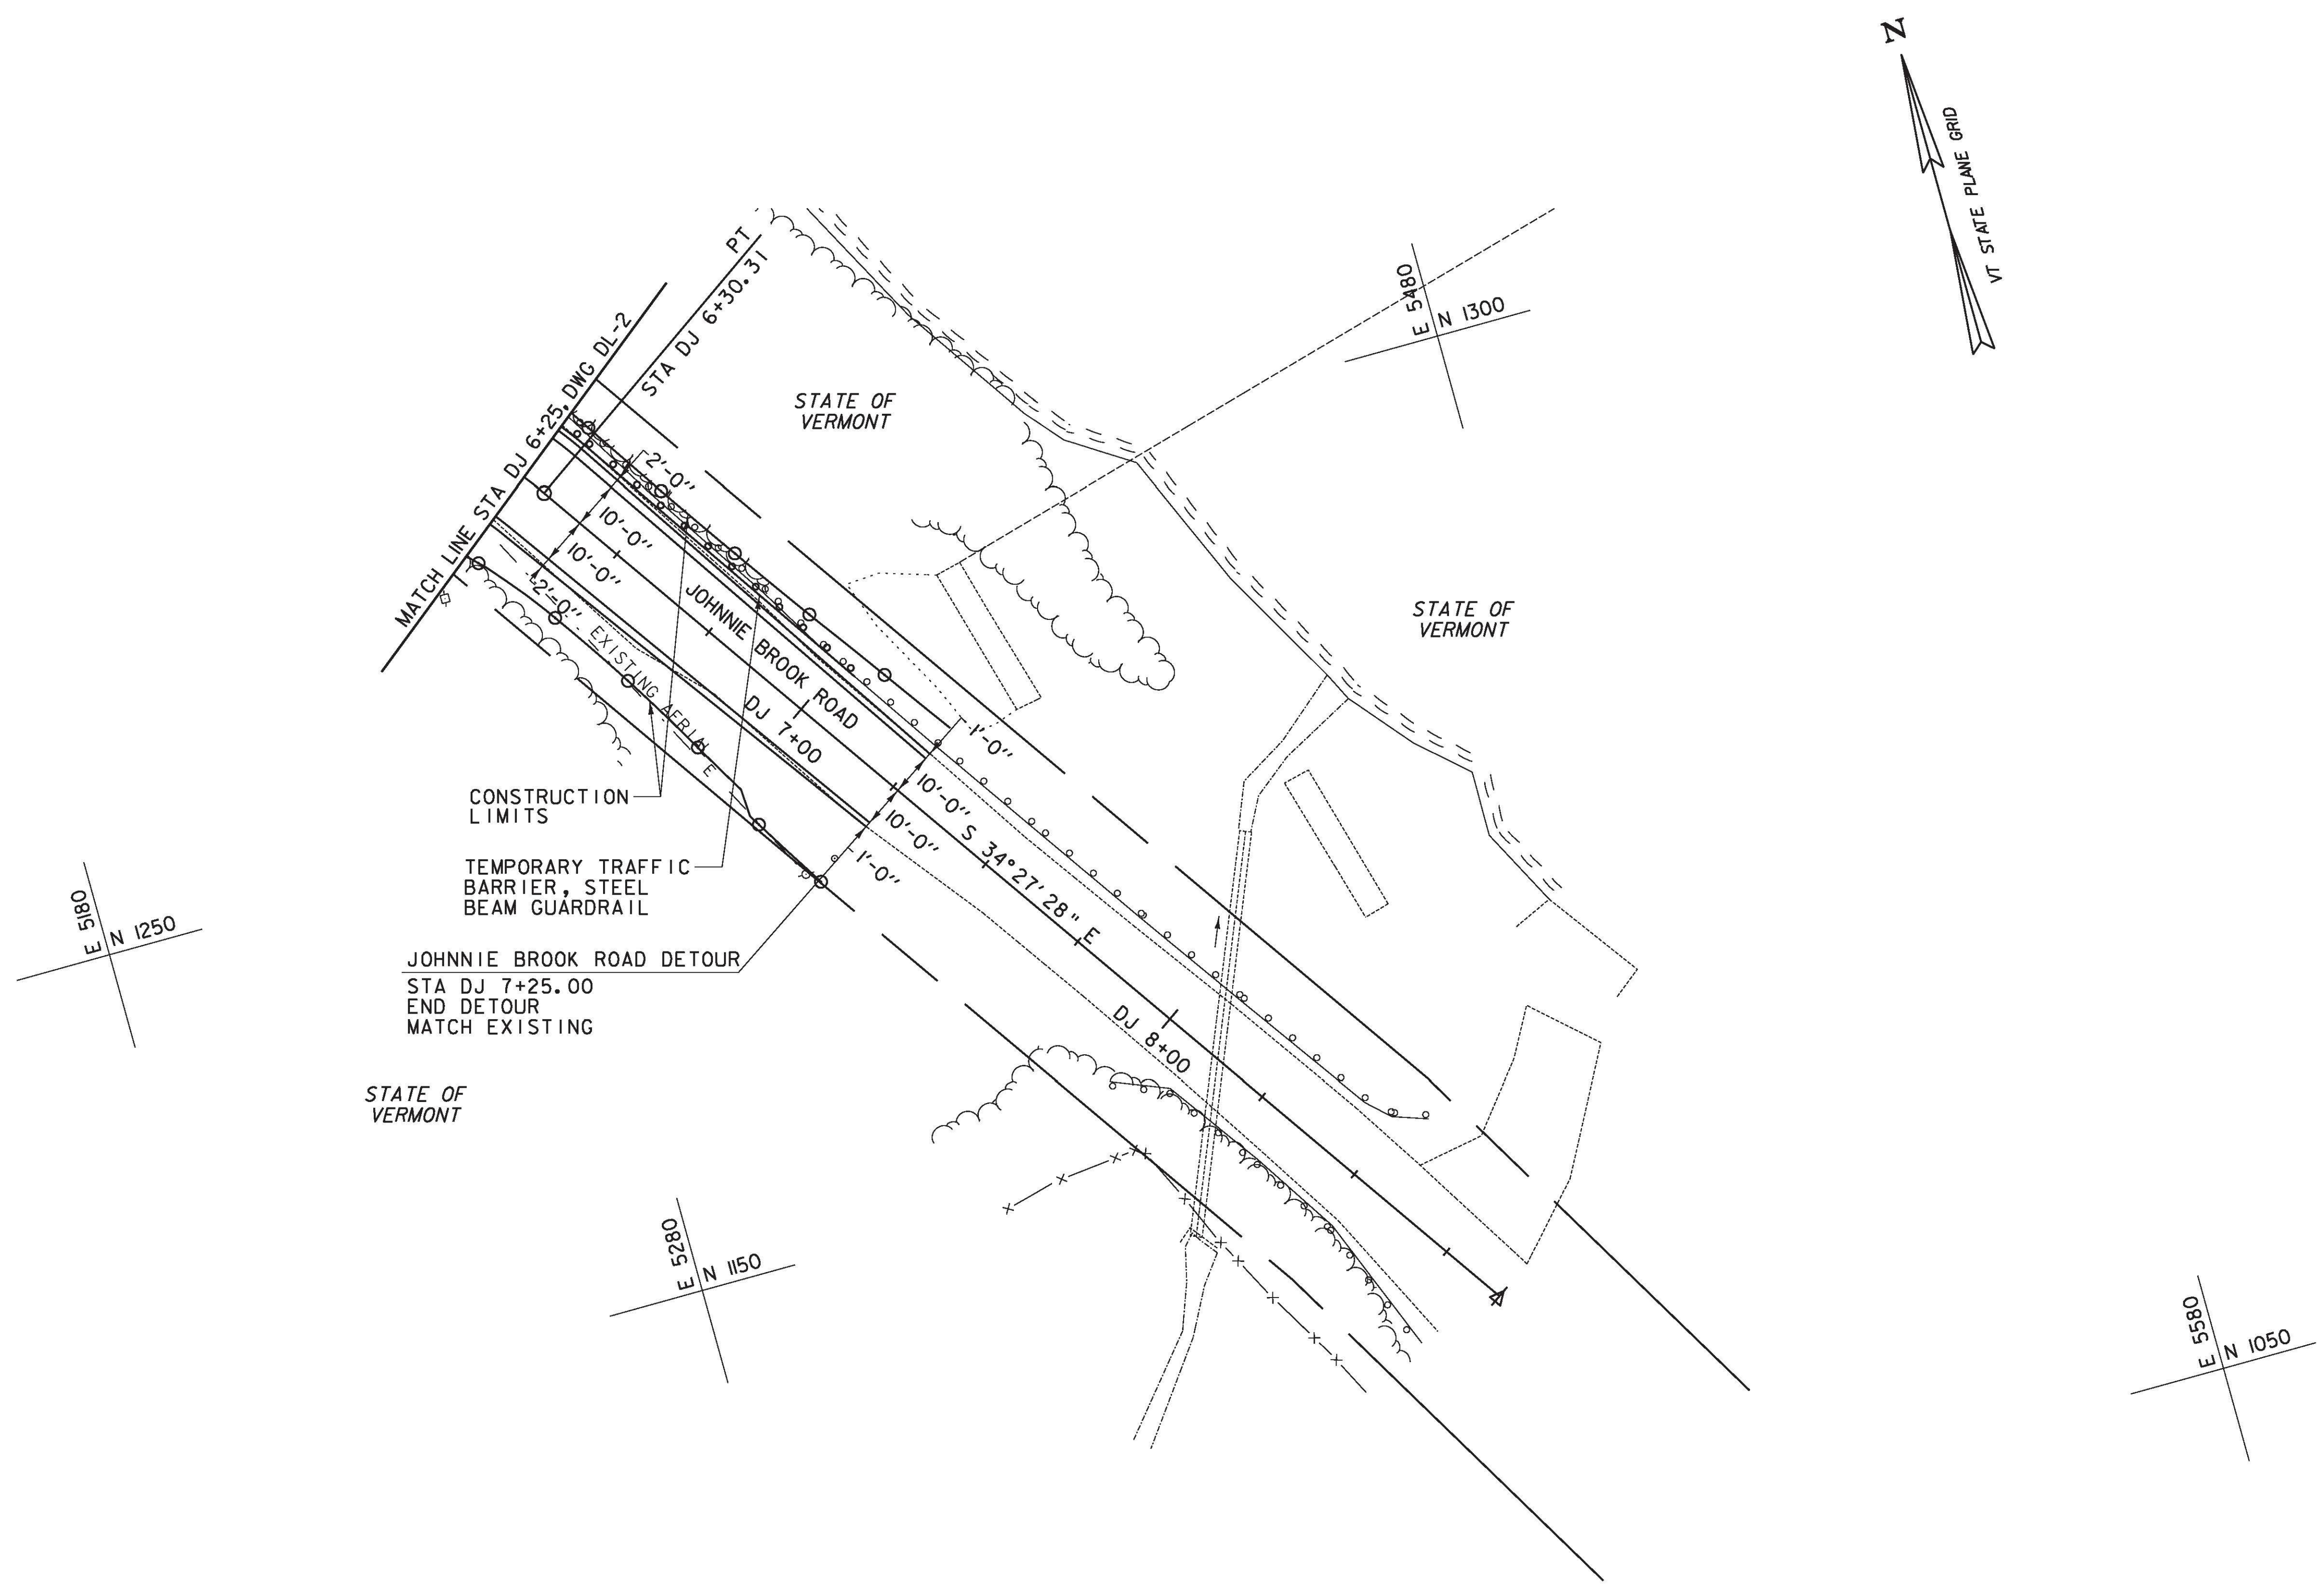 N
VT STATE PLANE GRID
PT
STA DJ 6+30.31
MATCH LINE STA DJ 6+25, DWG DL-2
E 5480
N 1300
STATE OF
VERMONT
2'-0"
10'-0"
10'-0"
2'-0"
STATE OF
VERMONT
JOHNNIE BROOK ROAD
EXISTING AERIAL E
DJ 7+00
1'-0"
10'-0"
10'-0"
1'-0"
S 34°27'28" E
CONSTRUCTION
LIMITS
TEMPORARY TRAFFIC
BARRIER, STEEL
BEAM GUARDRAIL
E 5180
N 1250
JOHNNIE BROOK ROAD DETOUR
STA DJ 7+25.00
END DETOUR
MATCH EXISTING
DJ 8+00
STATE OF
VERMONT
E 5280
N 1150
E 5580
N 1050